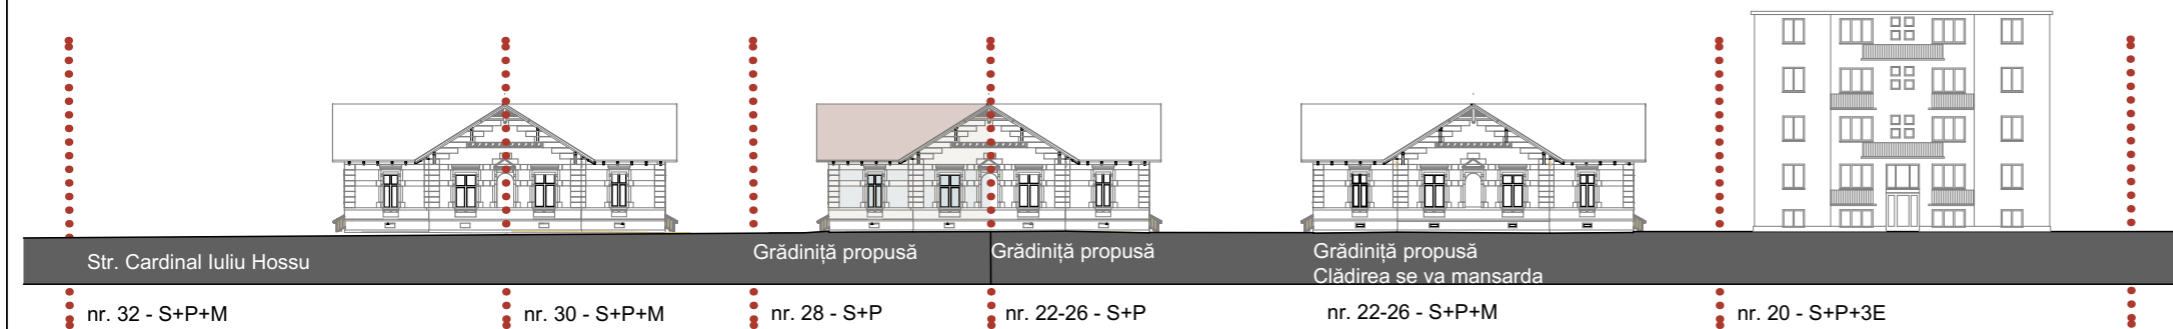 Str. Cardinal Iuliu Hossu
Grădiniță propusă
Grădiniță propusă
Grădiniță propusă
Clădirea se va mansarda
nr. 32 - S+P+M
nr. 30 - S+P+M
nr. 28 - S+P
nr. 22-26 - S+P
nr. 22-26 - S+P+M
nr. 20 - S+P+3E